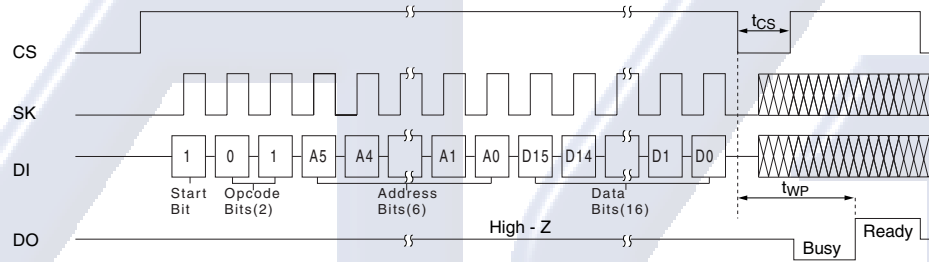 tCS
CS
SK
DI
1 0 1 A5 A4 A1 A0 D15 D14 D1 D0
Start Bit
Opcode Bits(2)
Address Bits(6)
Data Bits(16)
tWP
DO
High - Z
Busy
Ready